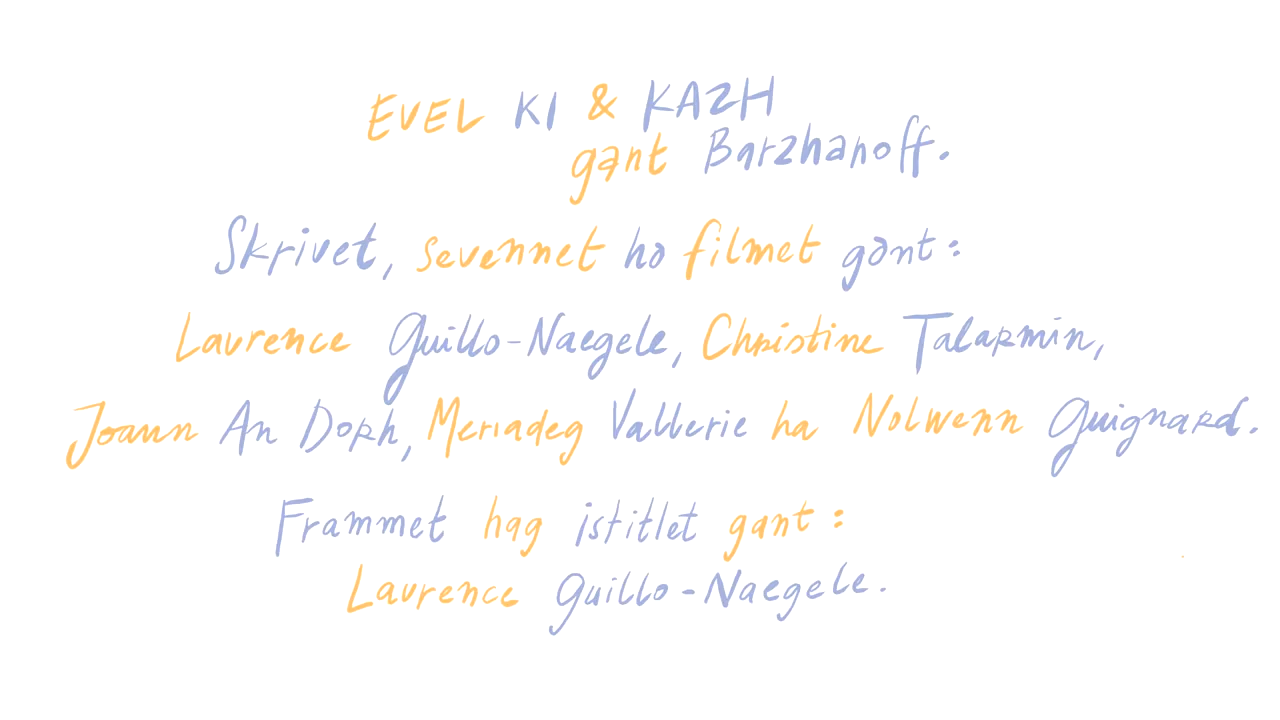 EVEL KI & KAZH
gant Barzhanoff.
Skrivet, sevennet ha filmet gant :
Laurence Guillo-Naegele, Christine Talarmin,
Joann An Dorh, Meriadeg Vallerie ha Nolwenn Guignard.
Frammet hag istitlet gant :
Laurence Guillo-Naegele.